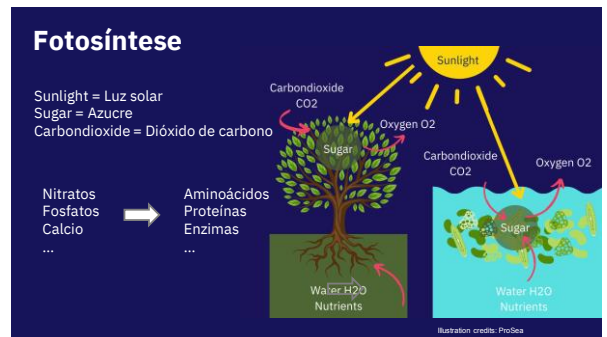 Fotosíntese
Sunlight = Luz solar
Sugar = Azucre
Carbondioxide = Dióxido de carbono
Nitratos
Fosfatos
Calcio
...
Aminoácidos
Proteínas
Enzimas
...
Sunlight
Carbondioxide
CO2
Oxygen O2
Sugar
Water H2O
Nutrients
Carbondioxide
CO2
Oxygen O2
Sugar
Water H2O
Nutrients
Illustration credits: ProSea